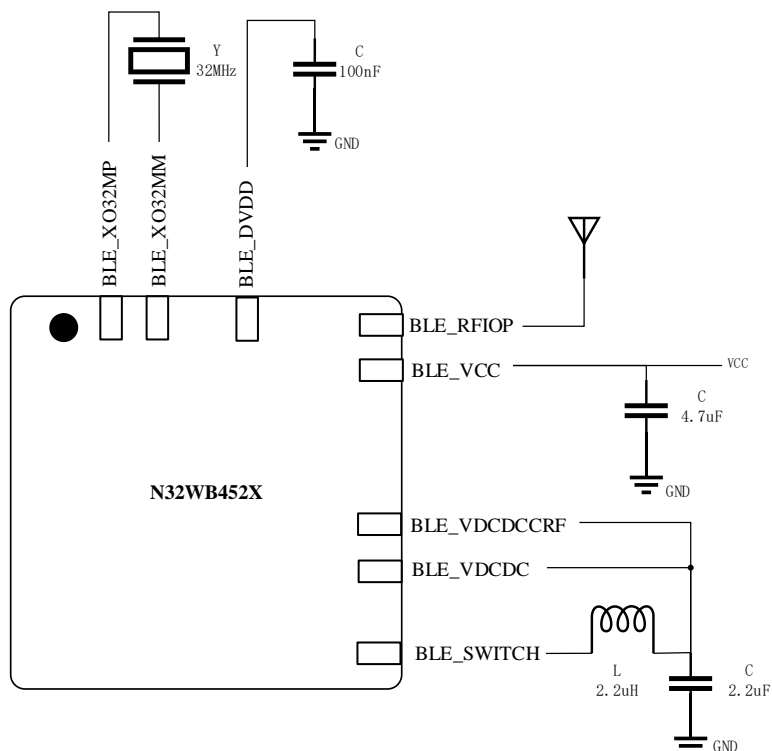 Y
32MHz
C
100nF
GND
BLE_XO32MP
BLE_XO32MM
BLE_DVDD
BLE_RFIOP
BLE_VCC
VCC
C
4.7uF
GND
N32WB452X
BLE_VDCDCCRF
BLE_VDCDC
BLE_SWITCH
L
2.2uH
C
2.2uF
GND